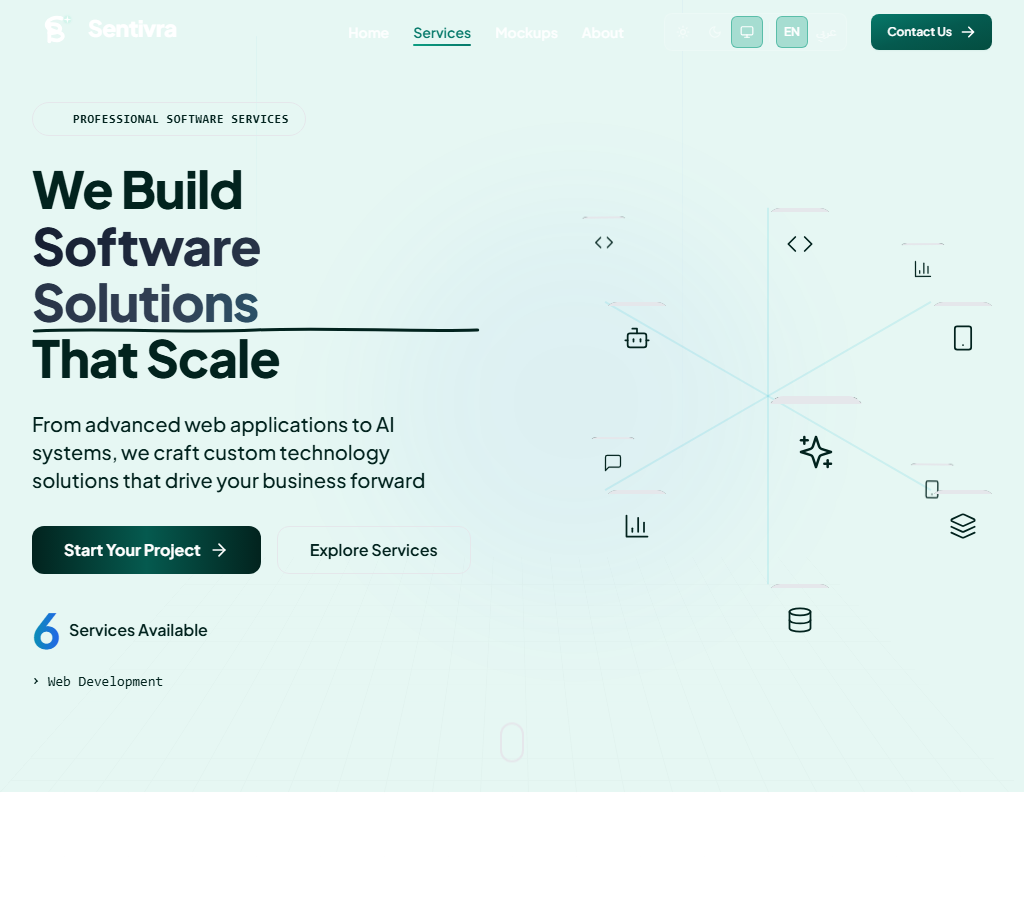 Sentivra
Home
Services
Mockups
About
EN
عربي
Contact Us
PROFESSIONAL SOFTWARE SERVICES
We Build
Software
Solutions
That Scale
From advanced web applications to AI
systems, we craft custom technology
solutions that drive your business forward
Start Your Project
Explore Services
6 Services Available
› Web Development